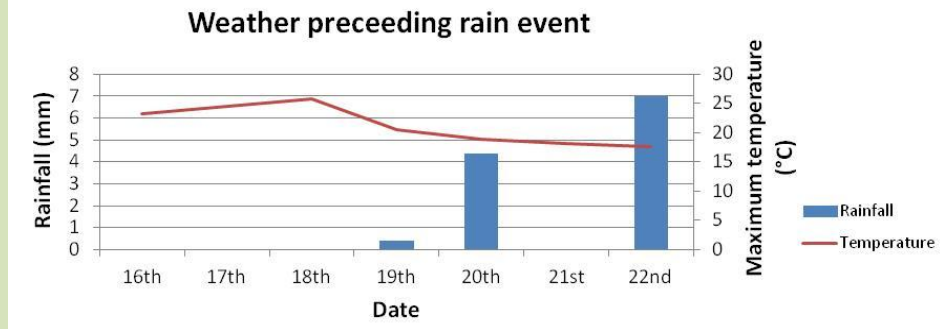 Weather preceeding rain event
Rainfall (mm)
8
7
6
5
4
3
2
1
0
30
25
20
15
10
5
0
Maximum temperature
(°C)
16th 17th 18th 19th 20th 21st 22nd
Date
Rainfall
Temperature